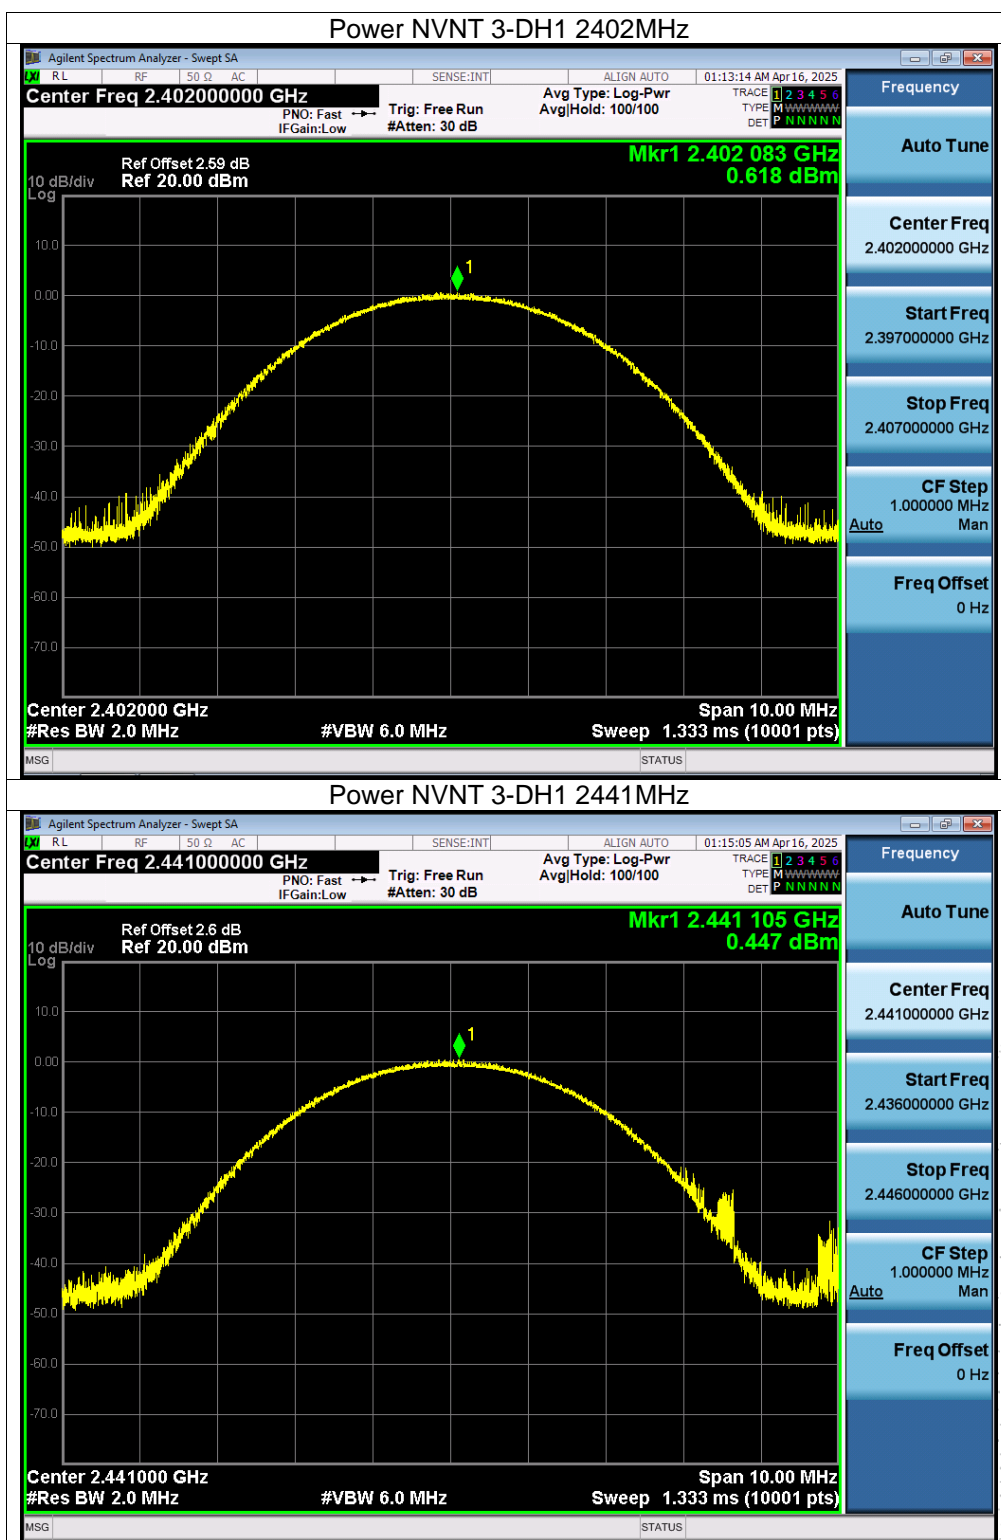 Power NVNT 3-DH1 2402MHz
Agilent Spectrum Analyzer - Swept SA
LXI RL RF 50 Ω AC SENSE:INT ALIGN AUTO 01:13:14 AM Apr 16, 2025
Center Freq 2.402000000 GHz
PNO: Fast
IFGain:Low
Trig: Free Run
#Atten: 30 dB
Avg Type: Log-Pwr
Avg|Hold: 100/100
TRACE 1 2 3 4 5 6
TYPE M WWWWW
DET P N N N N N
Frequency
Auto Tune
Center Freq
2.402000000 GHz
Start Freq
2.397000000 GHz
Stop Freq
2.407000000 GHz
CF Step
1.000000 MHz
Auto Man
Freq Offset
0 Hz
Mkr1 2.402 083 GHz
0.618 dBm
Ref Offset 2.59 dB
10 dB/div Ref 20.00 dBm
Log
1
10.0
0.00
-10.0
-20.0
-30.0
-40.0
-50.0
-60.0
-70.0
Center 2.402000 GHz Span 10.00 MHz
#Res BW 2.0 MHz #VBW 6.0 MHz Sweep 1.333 ms (10001 pts)
MSG STATUS
Power NVNT 3-DH1 2441MHz
Agilent Spectrum Analyzer - Swept SA
LXI RL RF 50 Ω AC SENSE:INT ALIGN AUTO 01:15:05 AM Apr 16, 2025
Center Freq 2.441000000 GHz
PNO: Fast
IFGain:Low
Trig: Free Run
#Atten: 30 dB
Avg Type: Log-Pwr
Avg|Hold: 100/100
TRACE 1 2 3 4 5 6
TYPE M WWWWW
DET P N N N N N
Frequency
Auto Tune
Center Freq
2.441000000 GHz
Start Freq
2.436000000 GHz
Stop Freq
2.446000000 GHz
CF Step
1.000000 MHz
Auto Man
Freq Offset
0 Hz
Mkr1 2.441 105 GHz
0.447 dBm
Ref Offset 2.6 dB
10 dB/div Ref 20.00 dBm
Log
1
10.0
0.00
-10.0
-20.0
-30.0
-40.0
-50.0
-60.0
-70.0
Center 2.441000 GHz Span 10.00 MHz
#Res BW 2.0 MHz #VBW 6.0 MHz Sweep 1.333 ms (10001 pts)
MSG STATUS